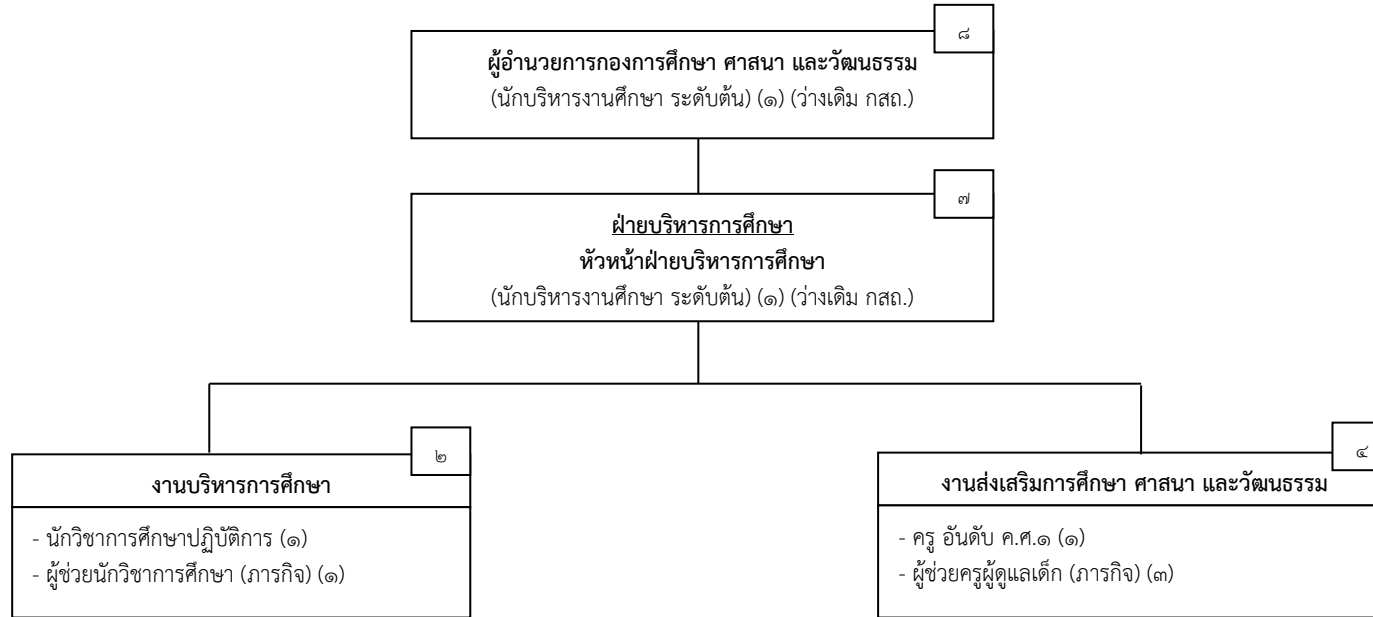 ๘
ผู้อำนวยการกองการศึกษา ศาสนา และวัฒนธรรม
(นักบริหารงานศึกษา ระดับต้น) (๑) (ว่างเดิม กสถ.)
๗
ฝ่ายบริหารการศึกษา
หัวหน้าฝ่ายบริหารการศึกษา
(นักบริหารงานศึกษา ระดับต้น) (๑) (ว่างเดิม กสถ.)
๒
งานบริหารการศึกษา
- นักวิชาการศึกษาปฏิบัติการ (๑)
- ผู้ช่วยนักวิชาการศึกษา (ภารกิจ) (๑)
๔
งานส่งเสริมการศึกษา ศาสนา และวัฒนธรรม
- ครู อันดับ ค.ศ.๑ (๑)
- ผู้ช่วยครูผู้ดูแลเด็ก (ภารกิจ) (๓)